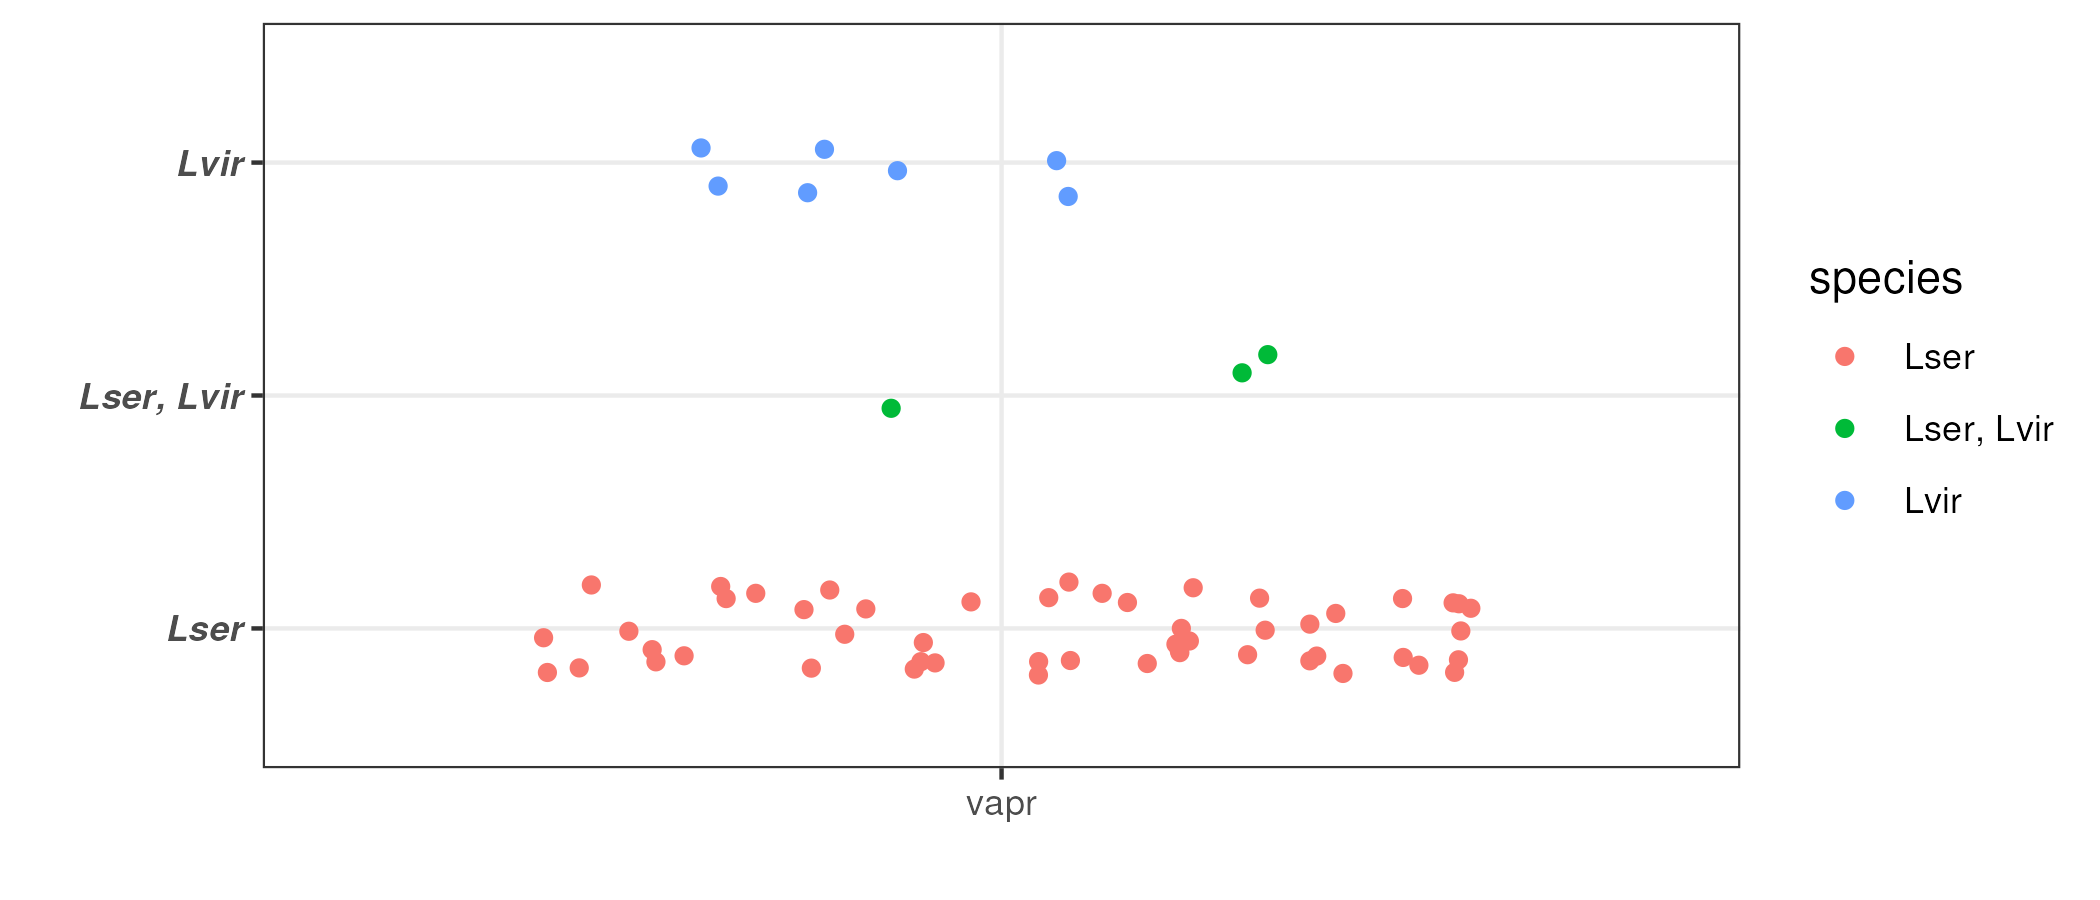 Lvir
Lser, Lvir
Lser
vapr
species
Lser
Lser, Lvir
Lvir